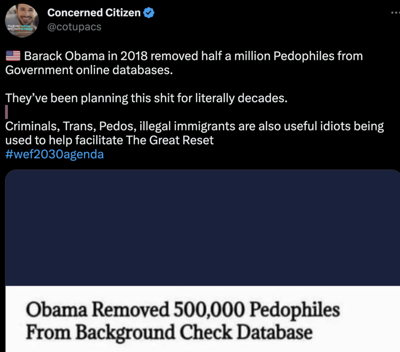 Concerned Citizen
@cotupacs
Barack Obama in 2018 removed half a million Pedophiles from
Government online databases.
They've been planning this shit for literally decades.
Criminals, Trans, Pedos, illegal immigrants are also useful idiots being
used to help facilitate The Great Reset
#wef2030agenda
Obama Removed 500,000 Pedophiles
From Background Check Database